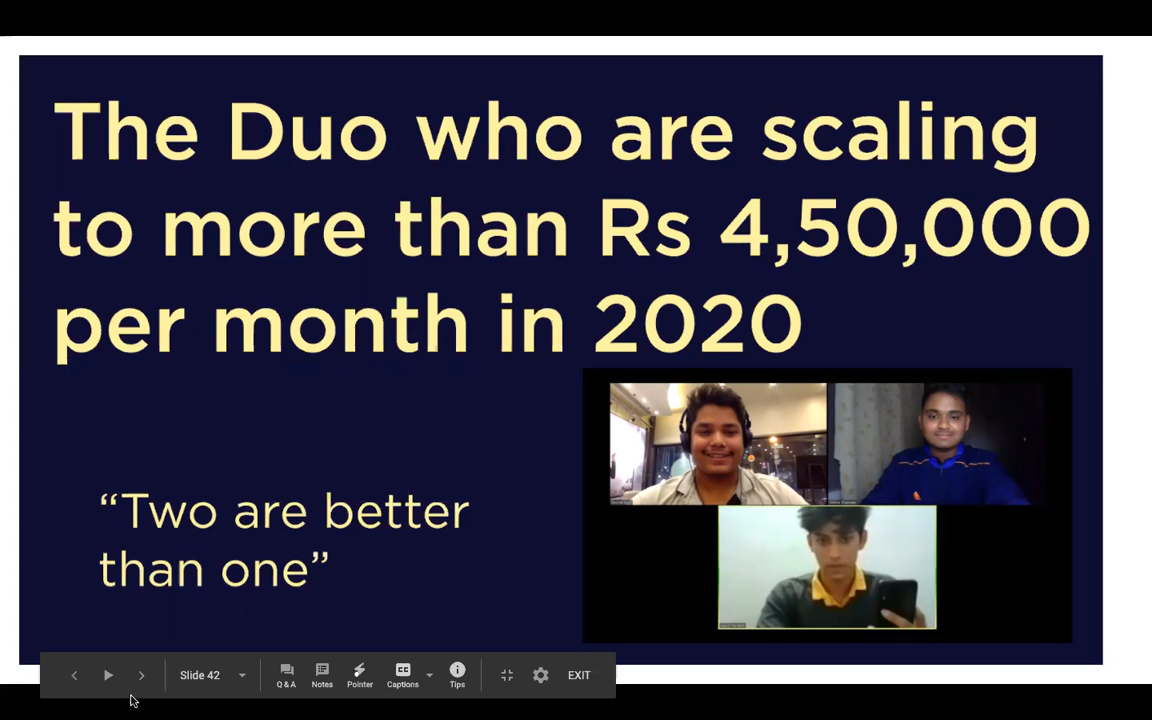 The Duo who are scaling
to more than Rs 4,50,000
per month in 2020
“Two are better
than one”
Slide 42
Q & A
Notes
Pointer
Captions
Tips
EXIT